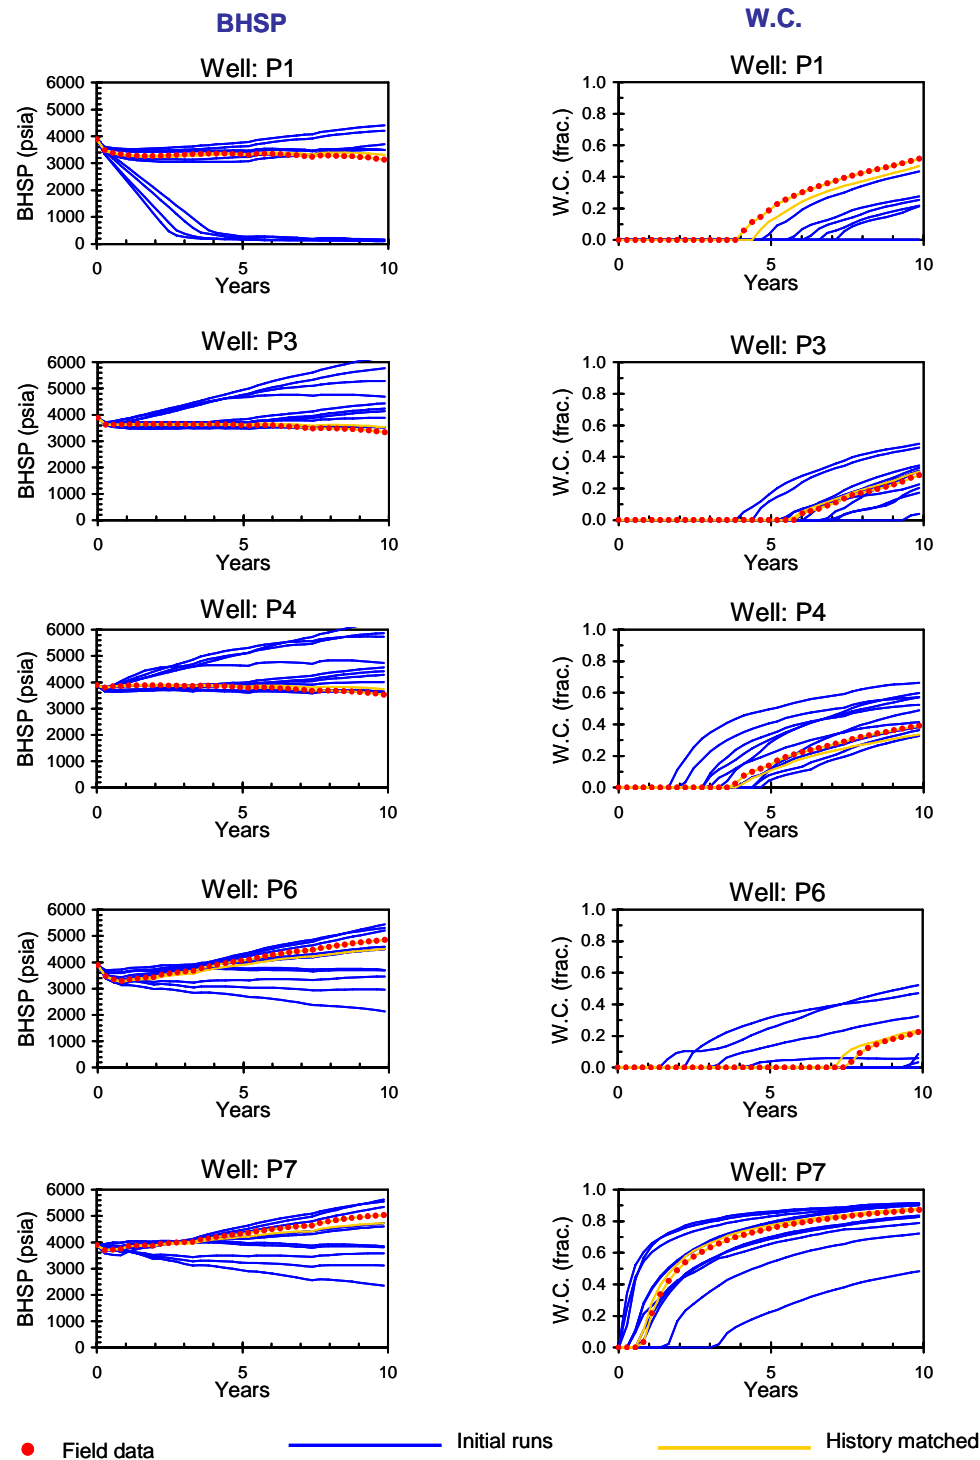 BHSP
W.C.
Well: P1
BHSP (psia)
6000
5000
4000
3000
2000
1000
0
0 5 10
Years
Well: P1
W.C. (frac.)
1.0
0.8
0.6
0.4
0.2
0.0
0 5 10
Years
Well: P3
BHSP (psia)
6000
5000
4000
3000
2000
1000
0
0 5 10
Years
Well: P3
W.C. (frac.)
1.0
0.8
0.6
0.4
0.2
0.0
0 5 10
Years
Well: P4
BHSP (psia)
6000
5000
4000
3000
2000
1000
0
0 5 10
Years
Well: P4
W.C. (frac.)
1.0
0.8
0.6
0.4
0.2
0.0
0 5 10
Years
Well: P6
BHSP (psia)
6000
5000
4000
3000
2000
1000
0
0 5 10
Years
Well: P6
W.C. (frac.)
1.0
0.8
0.6
0.4
0.2
0.0
0 5 10
Years
Well: P7
BHSP (psia)
6000
5000
4000
3000
2000
1000
0
0 5 10
Years
Well: P7
W.C. (frac.)
1.0
0.8
0.6
0.4
0.2
0.0
0 5 10
Years
Field data
Initial runs
History matched